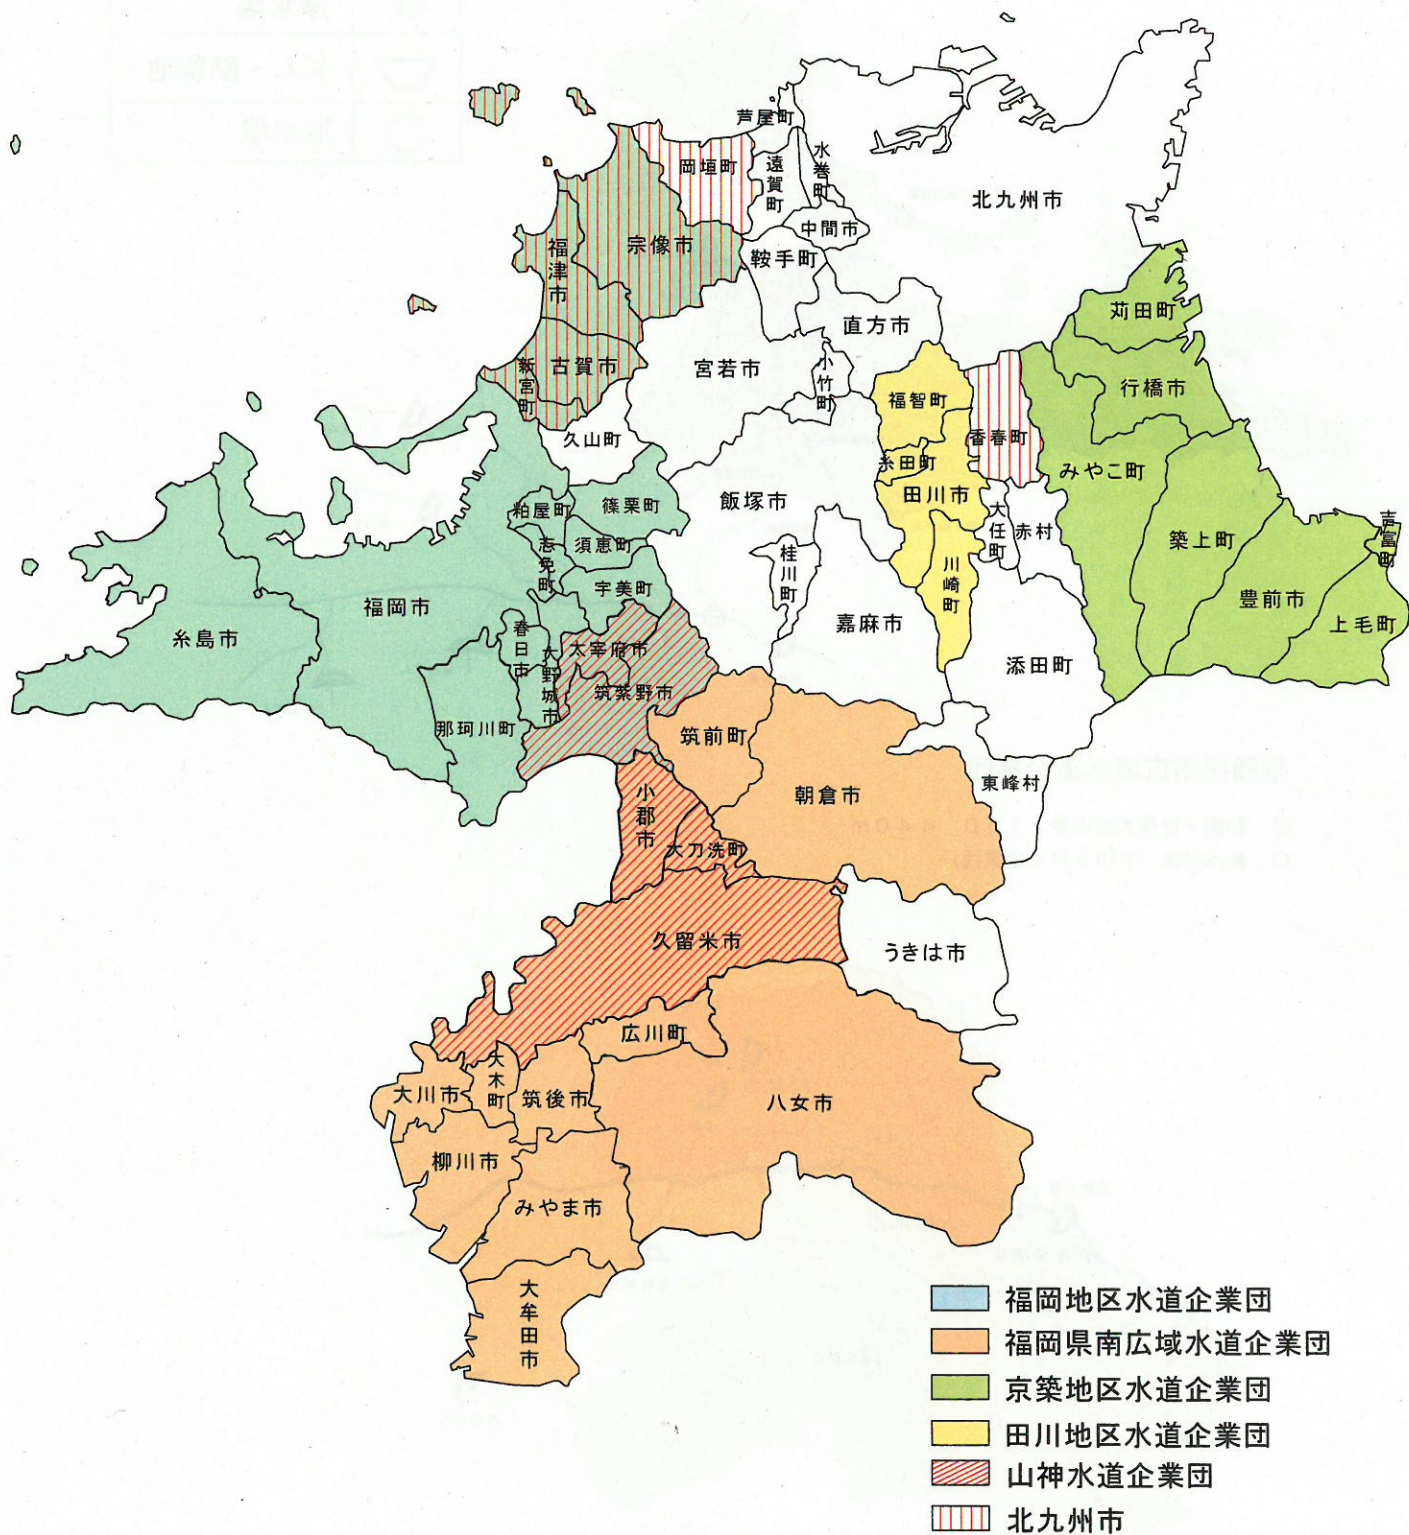 芦屋町
水巻町
岡垣町
遠賀町
北九州市
中間市
宗像市
福津市
鞍手町
苅田町
直方市
新宮町
古賀市
宮若市
小竹町
行橋市
福智町
久山町
香春町
糸田町
みやこ町
飯塚市
田川市
粕屋町
篠栗町
大任町
赤村
吉富町
志免町
須恵町
築上町
桂川町
川崎町
宇美町
福岡市
豊前市
嘉麻市
上毛町
糸島市
春日市
大野城市
太宰府市
添田町
筑紫野市
那珂川町
筑前町
小郡市
朝倉市
東峰村
大刀洗町
久留米市
うきは市
広川町
大木町
大川市
筑後市
八女市
柳川市
みやま市
大牟田市
福岡地区水道企業団
福岡県南広域水道企業団
京築地区水道企業団
田川地区水道企業団
山神水道企業団
北九州市